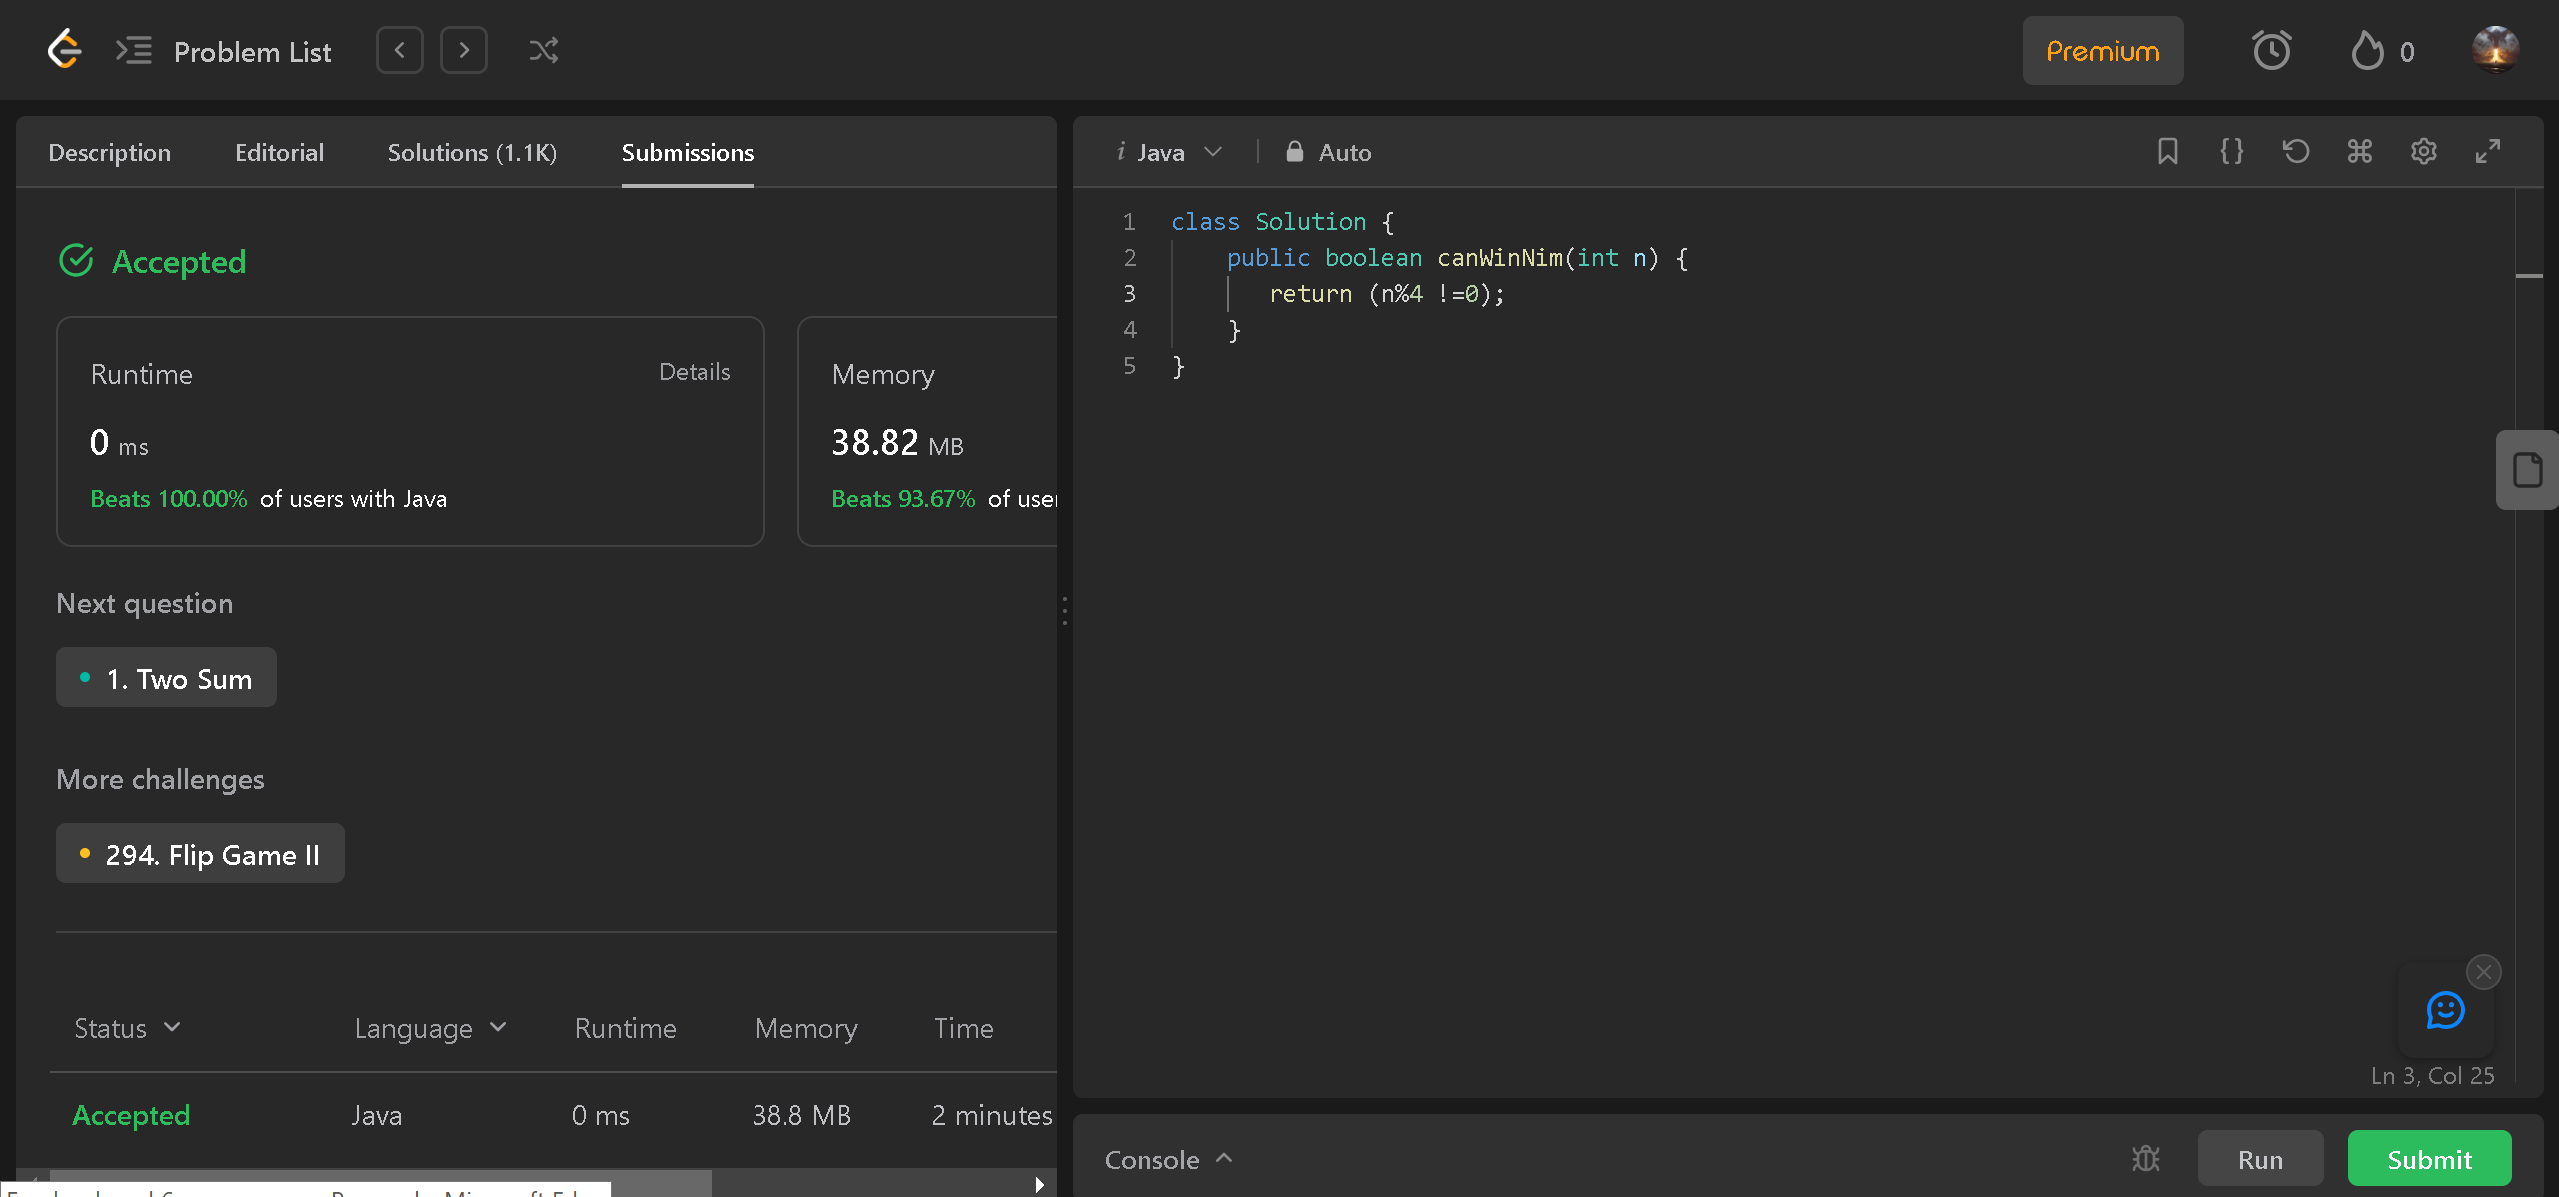 Problem List
Premium
0
Description Editorial Solutions (1.1K) Submissions
Accepted
Runtime Details
0 ms
Beats 100.00% of users with Java
Memory
38.82 MB
Beats 93.67% of
Next question
1. Two Sum
More challenges
294. Flip Game II
Status Language Runtime Memory Time
Accepted Java 0 ms 38.8 MB 2 minutes
i Java Auto
1 class Solution {
2 public boolean canWinNim(int n) {
3 return (n%4 !=0);
4 }
5 }
Ln 3, Col 25
Console Run Submit